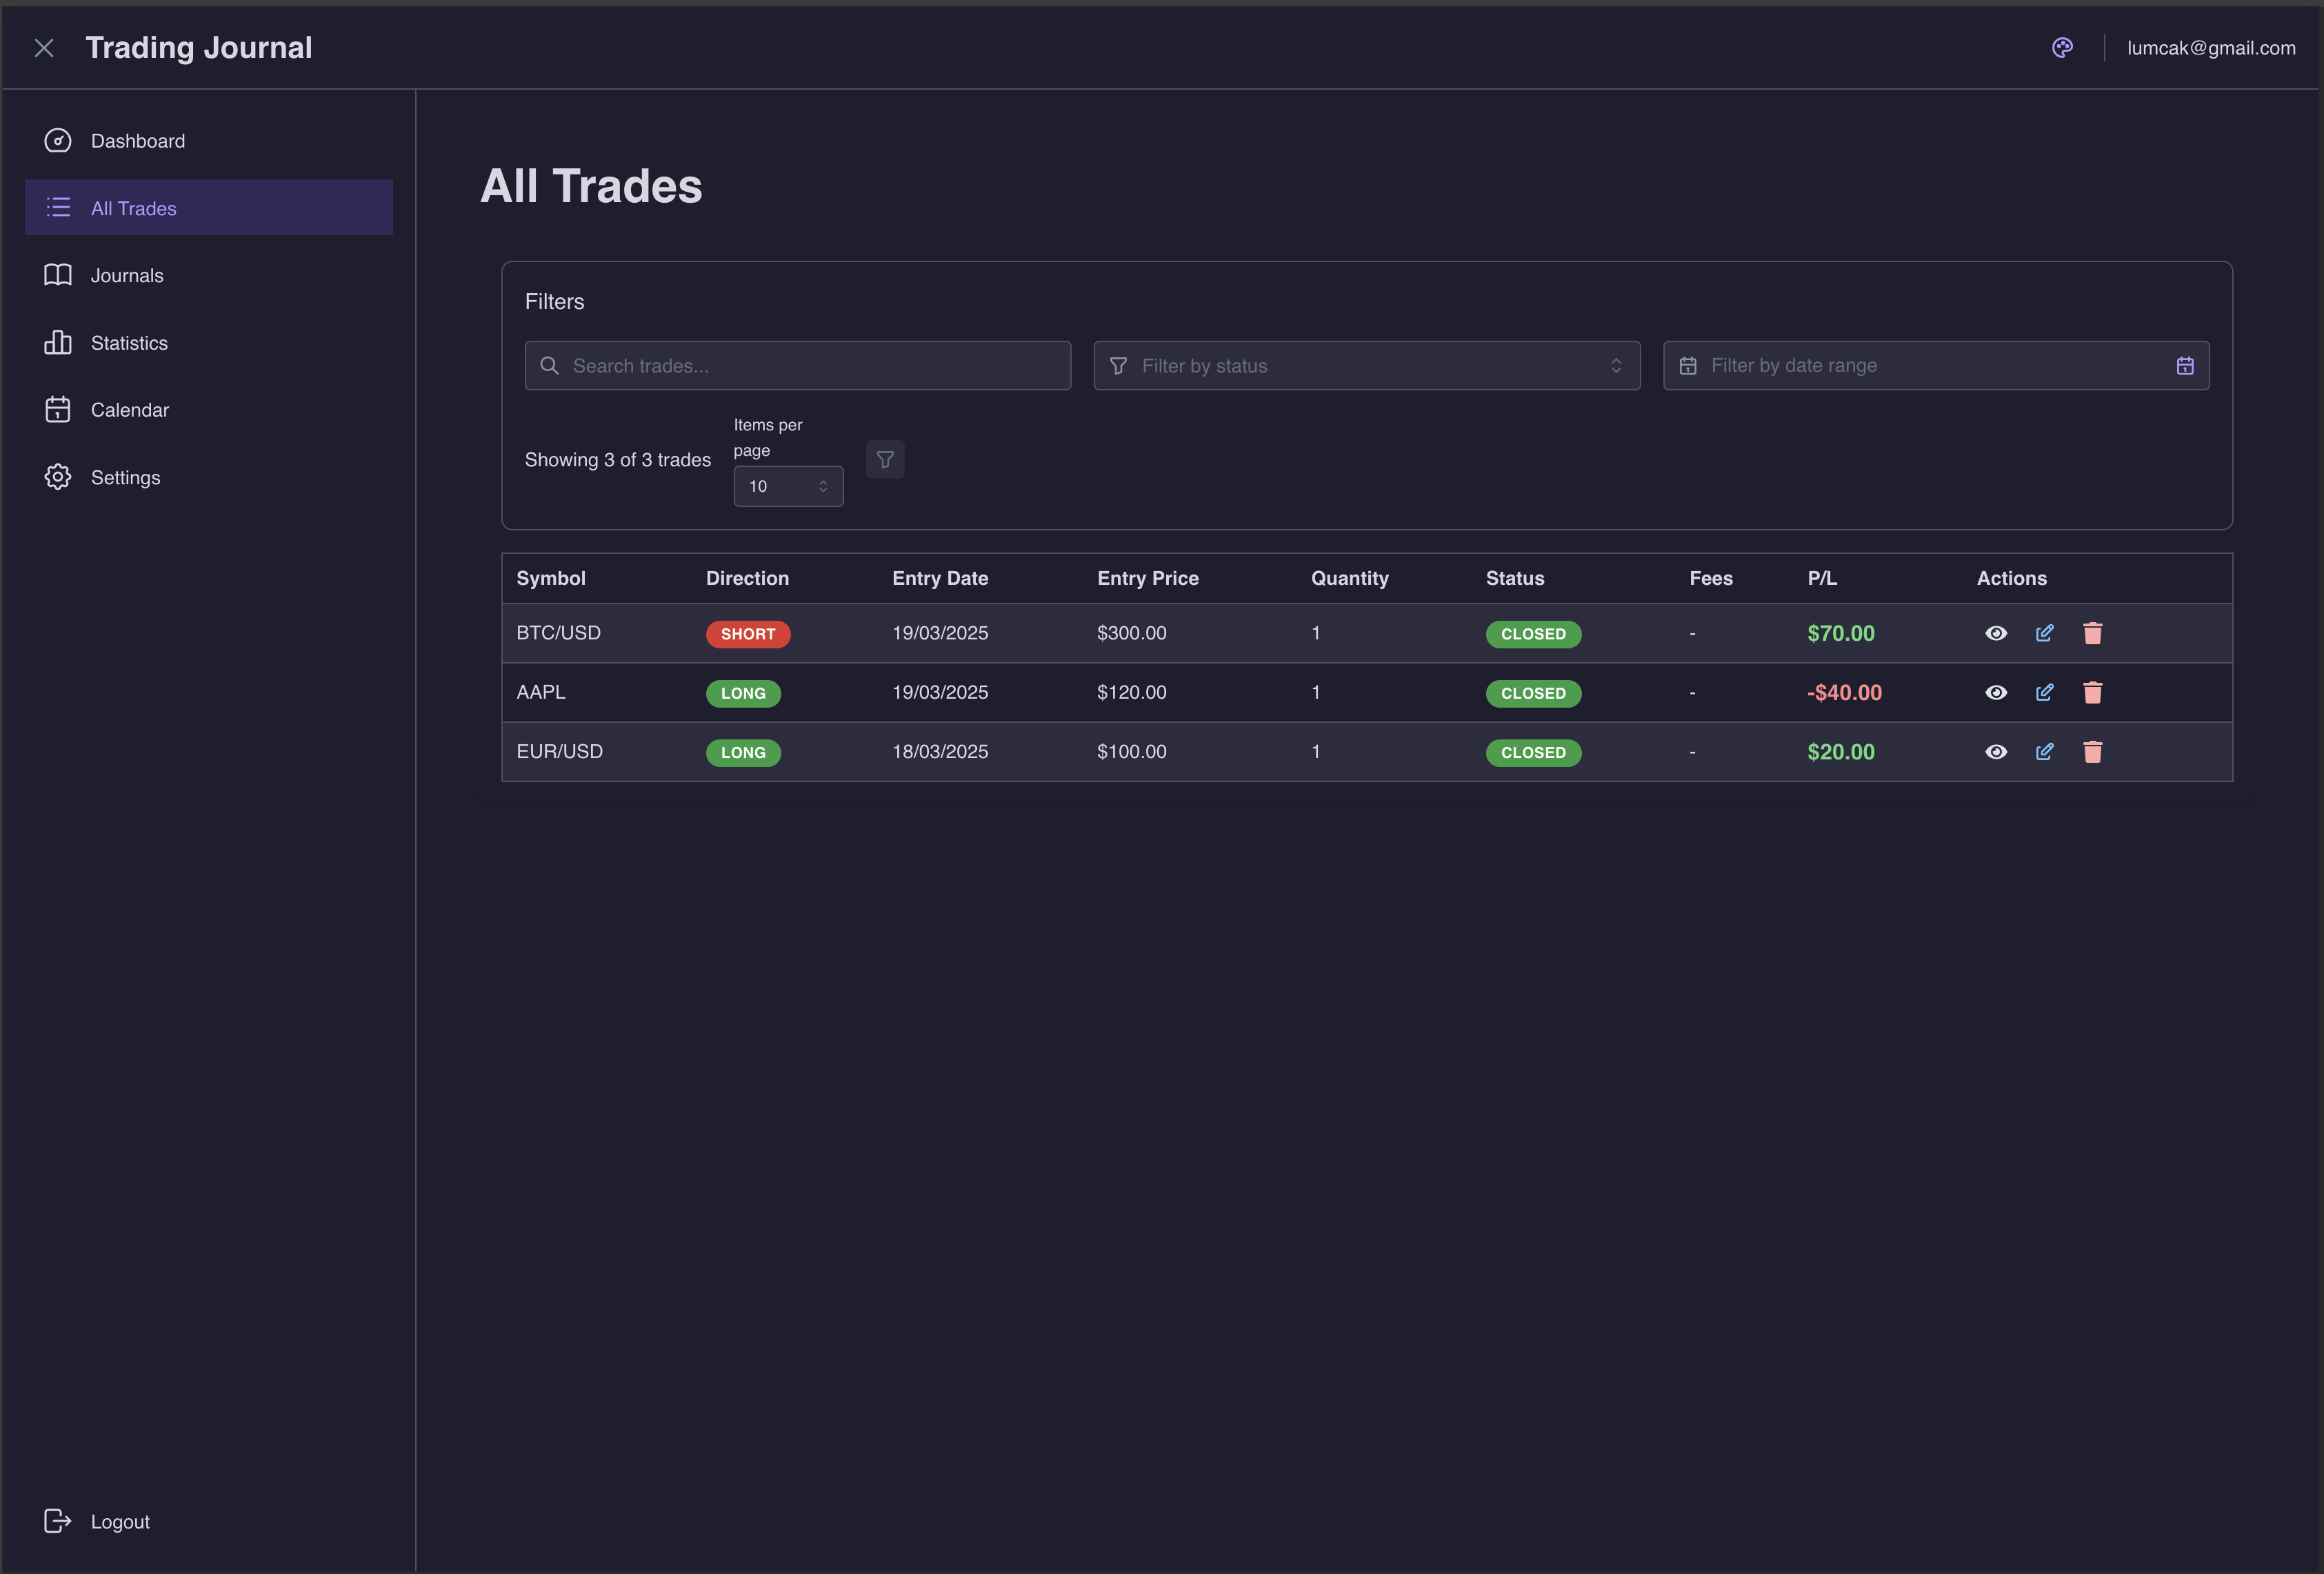 Trading Journal
lumcak@gmail.com
Dashboard
All Trades
Journals
Statistics
Calendar
Settings
Logout
All Trades
Filters
Search trades...
Filter by status
Filter by date range
Showing 3 of 3 trades
Items per
page
10
Symbol Direction Entry Date Entry Price Quantity Status Fees P/L Actions
BTC/USD SHORT 19/03/2025 $300.00 1 CLOSED - $70.00
AAPL LONG 19/03/2025 $120.00 1 CLOSED - -$40.00
EUR/USD LONG 18/03/2025 $100.00 1 CLOSED - $20.00